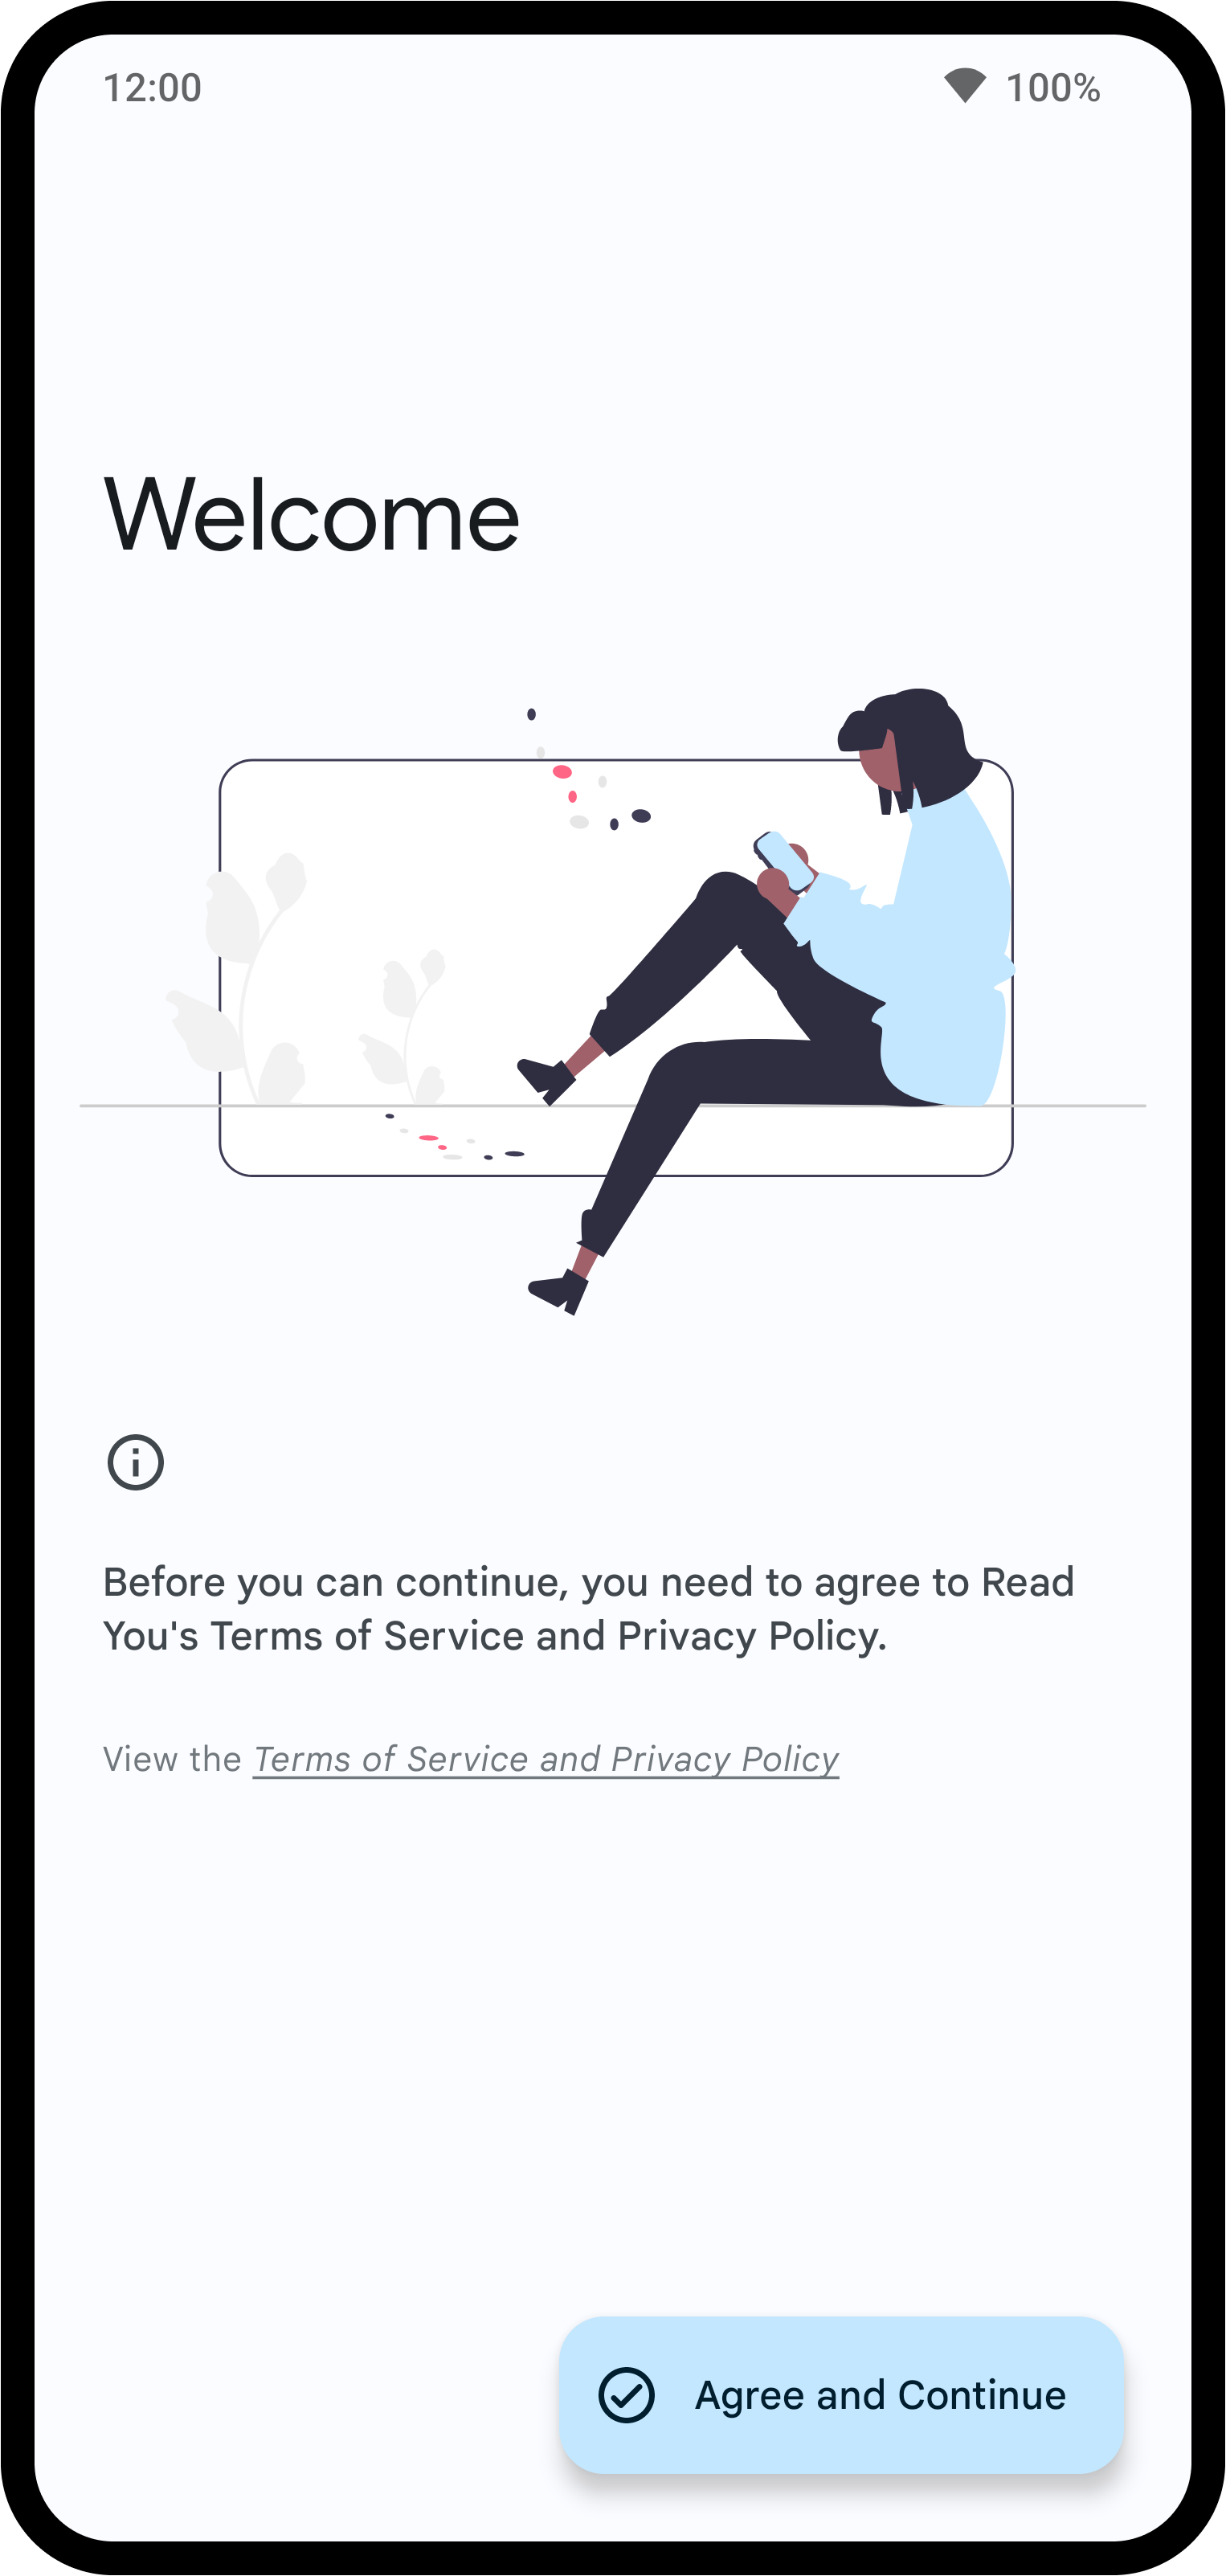 12:00 100%
Welcome
Before you can continue, you need to agree to Read
You's Terms of Service and Privacy Policy.
View the Terms of Service and Privacy Policy
Agree and Continue